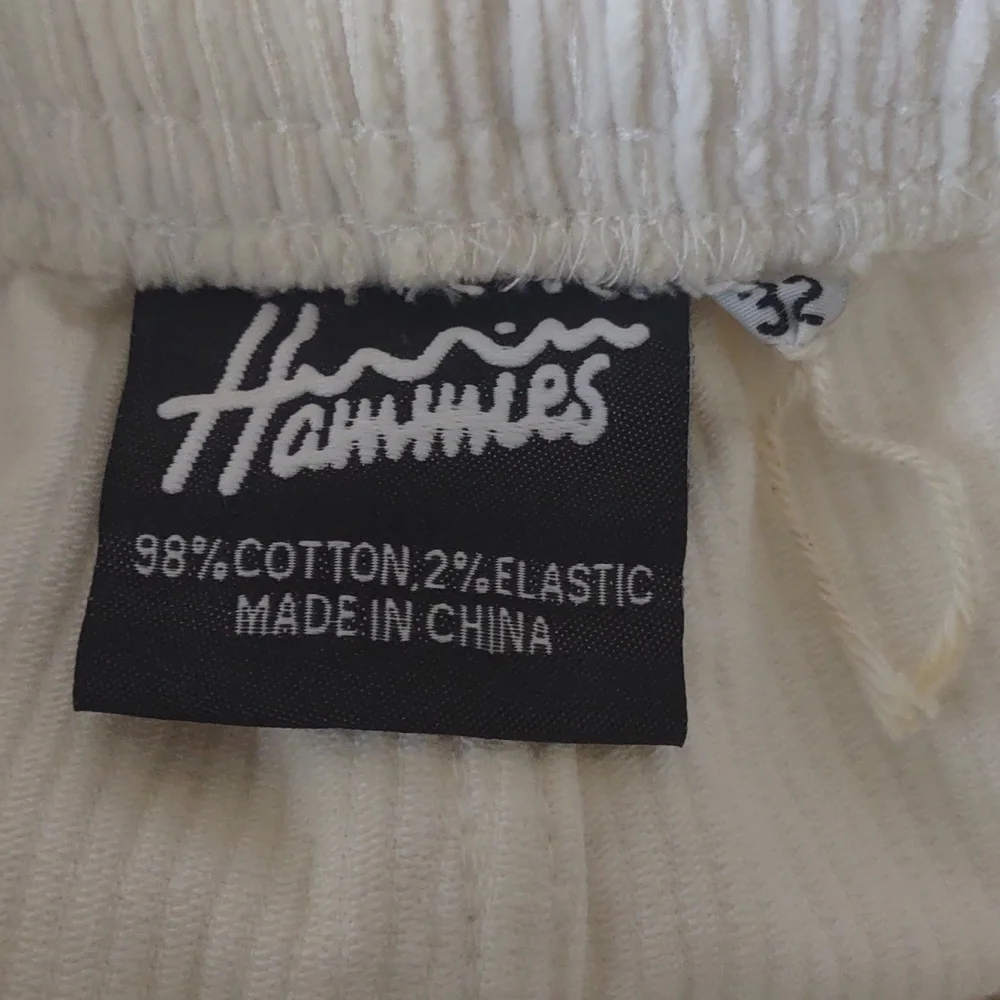 Hammies
32
98% COTTON, 2% ELASTIC
MADE IN CHINA